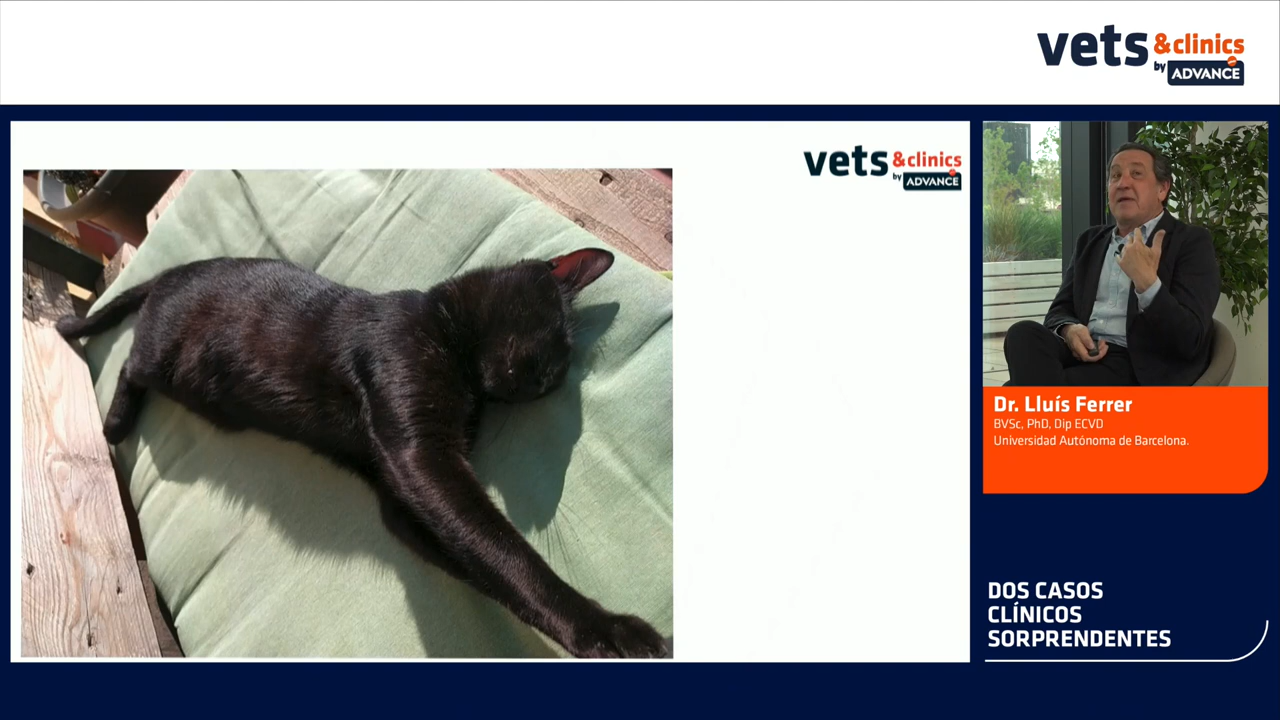 vets &clinics
by ADVANCE
vets &clinics
by ADVANCE
Dr. Lluís Ferrer
BVSc, PhD, Dip ECVD
Universidad Autónoma de Barcelona.
DOS CASOS
CLÍNICOS
SORPRENDENTES